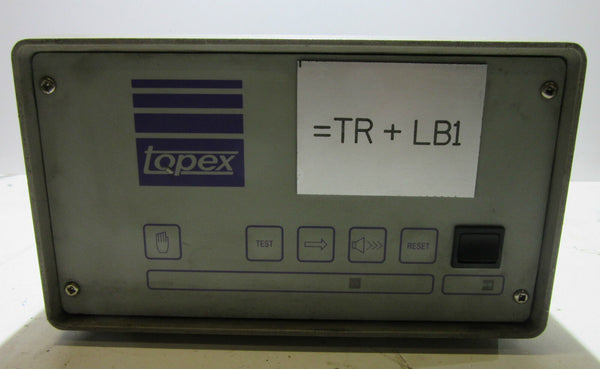 topex
=TR + LB1
TEST
RESET